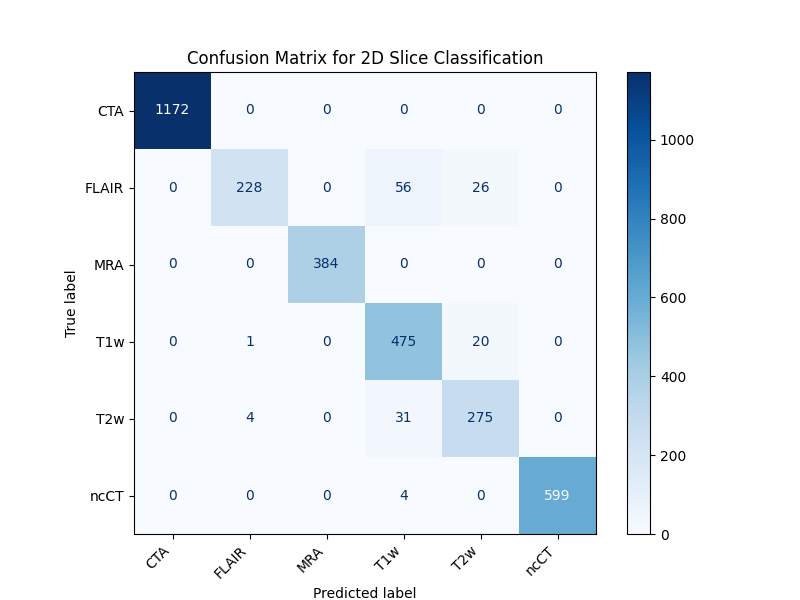 Confusion Matrix for 2D Slice Classification
CTA 1172 0 0 0 0 0
FLAIR 0 228 0 56 26 0
MRA 0 0 384 0 0 0
T1w 0 1 0 475 20 0
T2w 0 4 0 31 275 0
ncCT 0 0 0 4 0 599
CTA FLAIR MRA T1w T2w ncCT
Predicted label
True label
1000
800
600
400
200
0